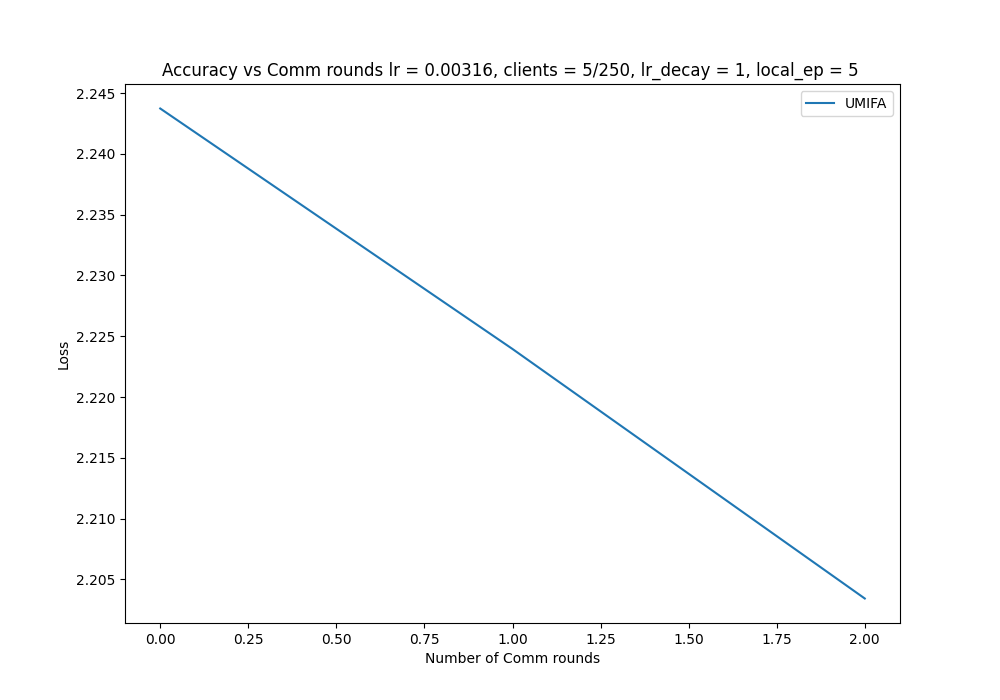 Accuracy vs Comm rounds lr = 0.00316, clients = 5/250, lr_decay = 1, local_ep = 5
UMIFA
2.245
2.240
2.235
2.230
2.225
2.220
2.215
2.210
2.205
Loss
0.00 0.25 0.50 0.75 1.00 1.25 1.50 1.75 2.00
Number of Comm rounds